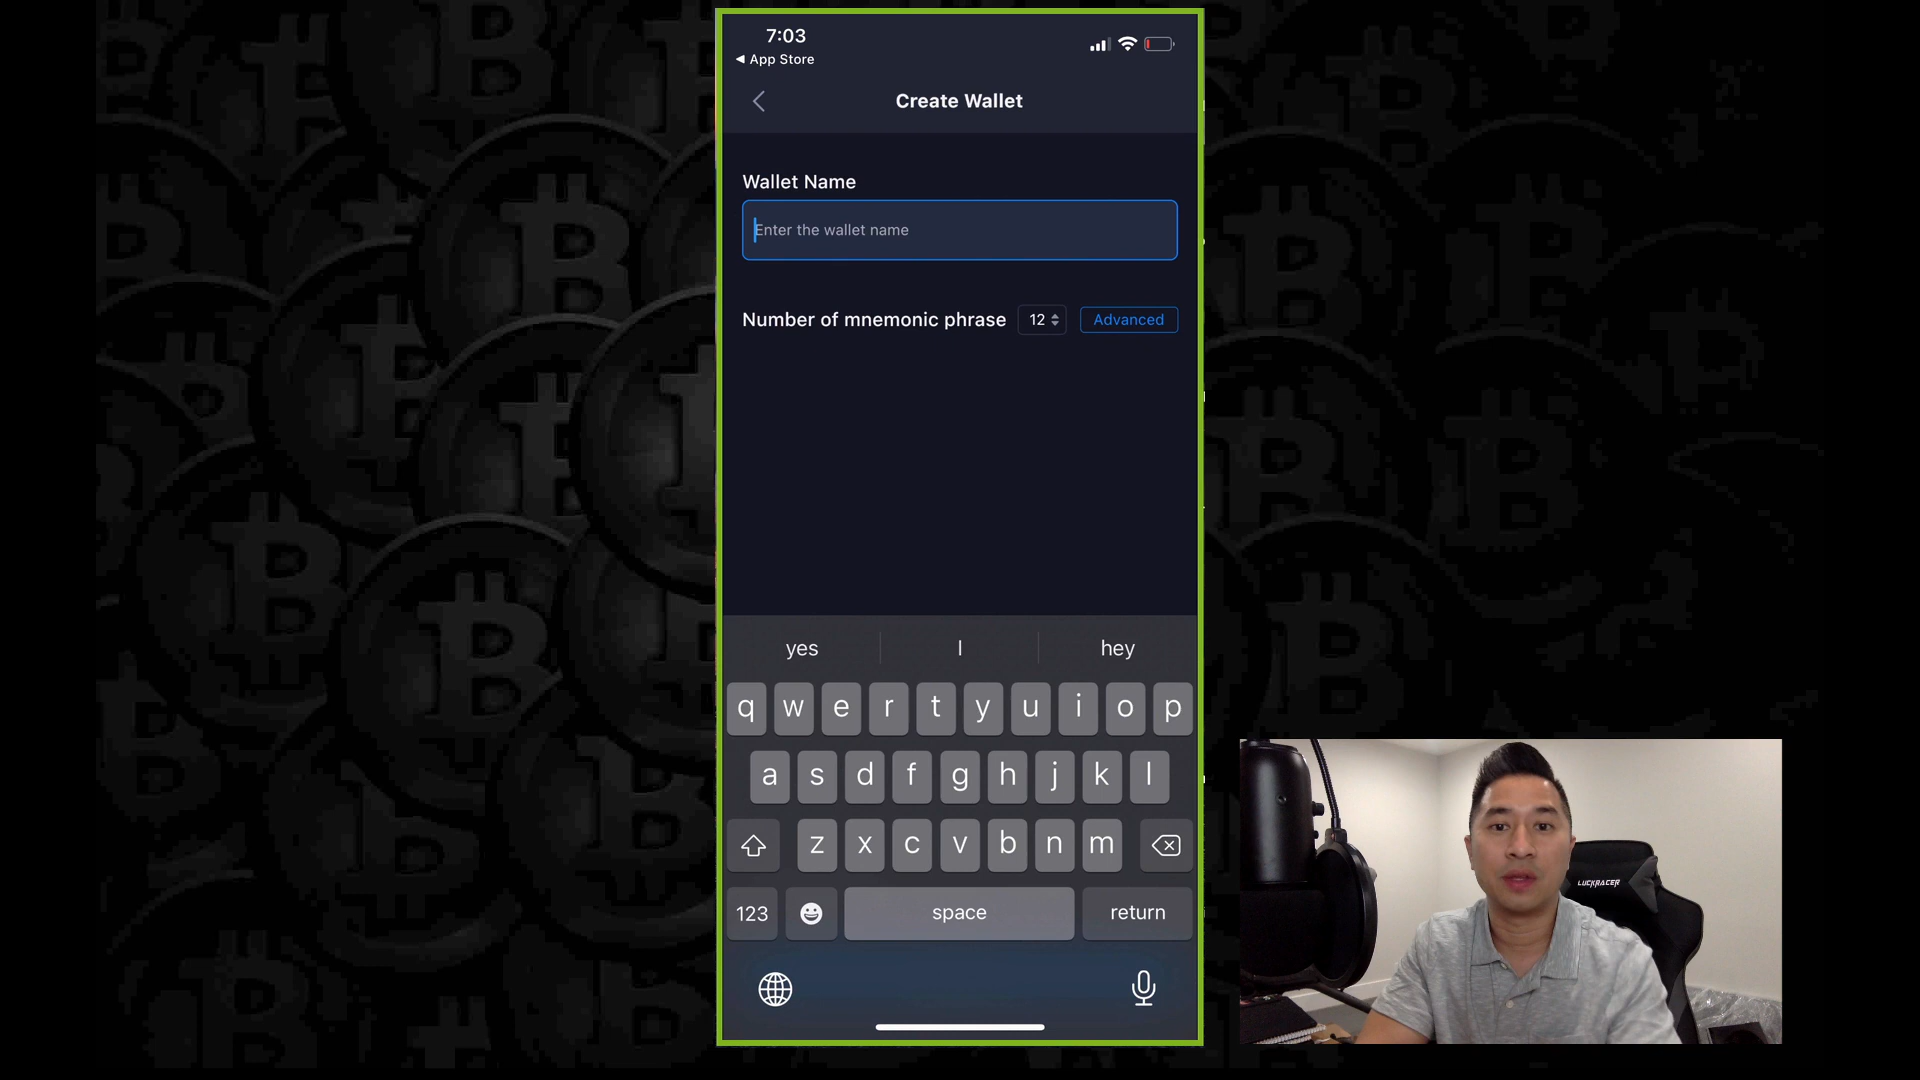 7:03
◀ App Store
Create Wallet
Wallet Name
Enter the wallet name
Number of mnemonic phrase 12 Advanced
yes I hey
q w e r t y u i o p
a s d f g h j k l
z x c v b n m
123 space return
LUCKRACER